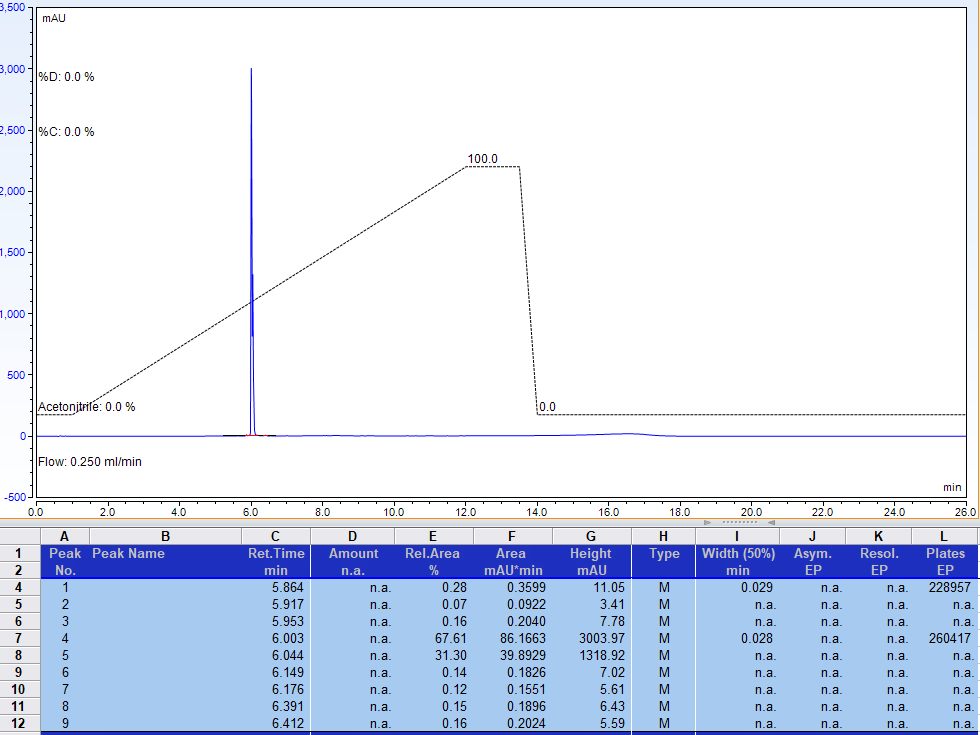 3,500
mAU
3,000
%D: 0.0 %
2,500
%C: 0.0 %
100.0
2,000
1,500
1,000
500
Acetonitrile: 0.0 %
0.0
0
Flow: 0.250 ml/min
min
-500
0.0 2.0 4.0 6.0 8.0 10.0 12.0 14.0 16.0 18.0 20.0 22.0 24.0 26.0
A B C D E F G H I J K L
1 Peak Peak Name Ret.Time Amount Rel.Area Area Height Type Width (50%) Asym. Resol. Plates
2 No. min n.a. % mAU*min mAU min EP EP EP
4 1 5.864 n.a. 0.28 0.3599 11.05 M 0.029 n.a. n.a. 228957
5 2 5.917 n.a. 0.07 0.0922 3.41 M n.a. n.a. n.a. n.a.
6 3 5.953 n.a. 0.16 0.2040 7.78 M n.a. n.a. n.a. n.a.
7 4 6.003 n.a. 67.61 86.1663 3003.97 M 0.028 n.a. n.a. 260417
8 5 6.044 n.a. 31.30 39.8929 1318.92 M n.a. n.a. n.a. n.a.
9 6 6.149 n.a. 0.14 0.1826 7.02 M n.a. n.a. n.a. n.a.
10 7 6.176 n.a. 0.12 0.1551 5.61 M n.a. n.a. n.a. n.a.
11 8 6.391 n.a. 0.15 0.1896 6.43 M n.a. n.a. n.a. n.a.
12 9 6.412 n.a. 0.16 0.2024 5.59 M n.a. n.a. n.a. n.a.